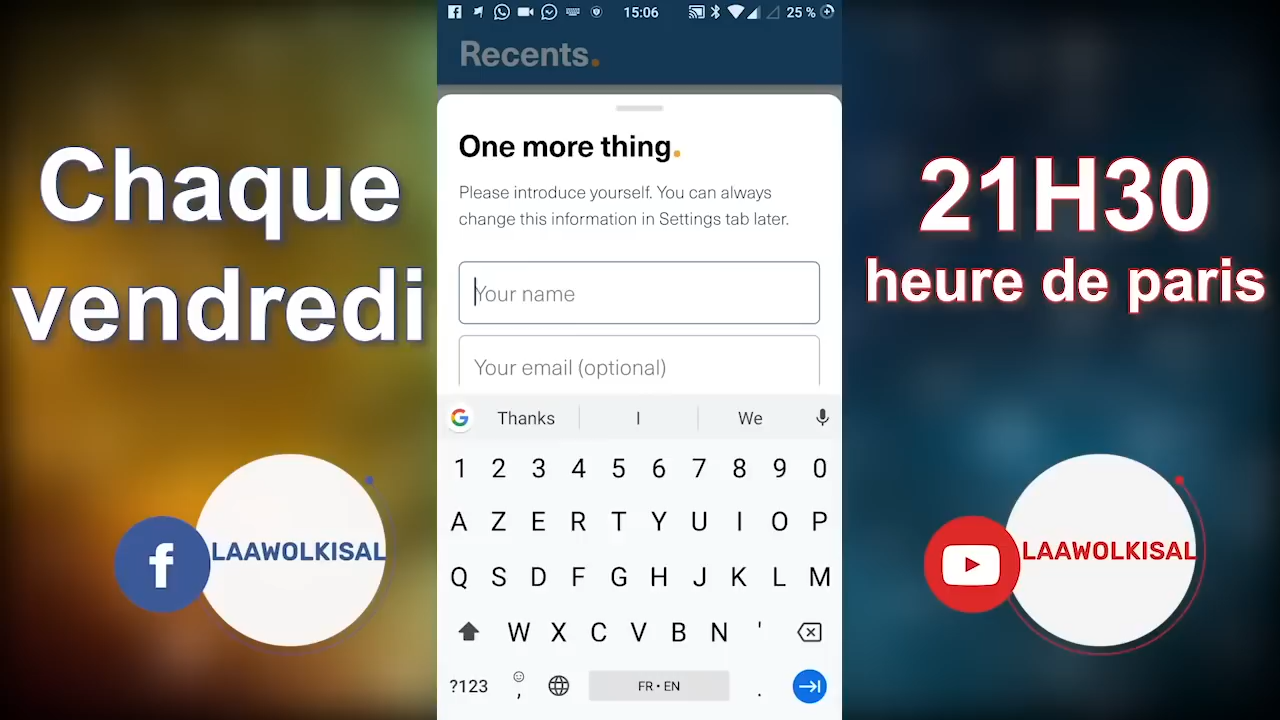 Chaque
vendredi
LAAWOLKISAL
15:06
25 %
Recents.
One more thing.
Please introduce yourself. You can always
change this information in Settings tab later.
Your name
Your email (optional)
Thanks I We
1 2 3 4 5 6 7 8 9 0
A Z E R T Y U I O P
Q S D F G H J K L M
W X C V B N '
?123 , FR • EN .
21H30
heure de paris
LAAWOLKISAL